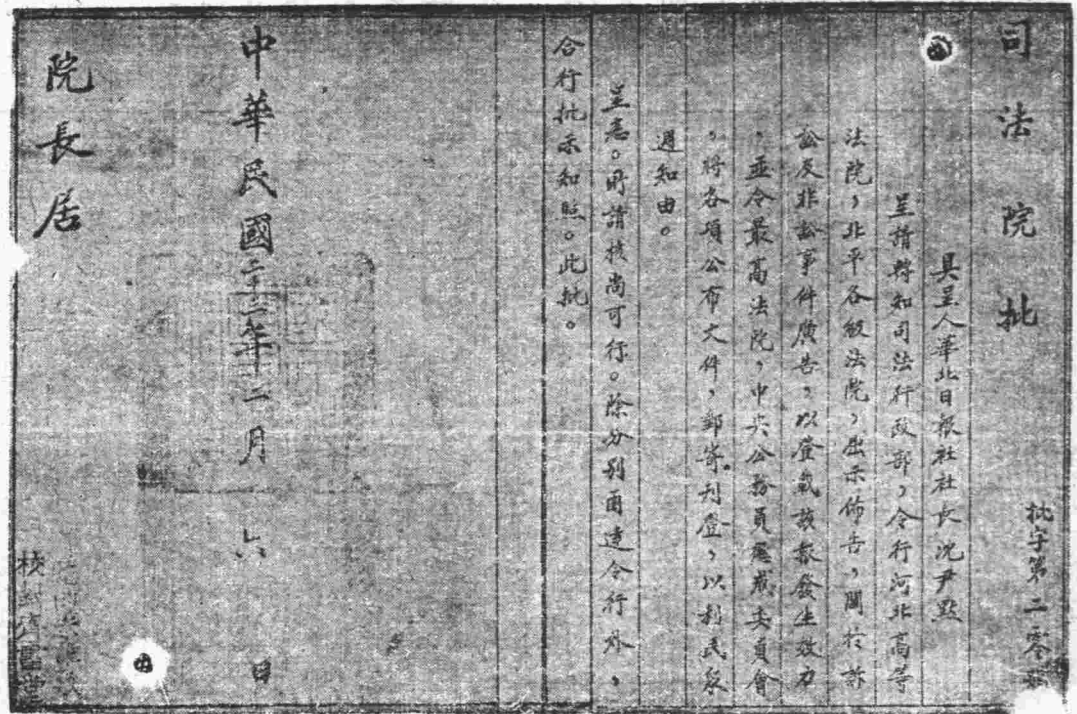 司法院批
批字第二零
具呈人華北日報社社長沈尹默
呈請轉知司法行政部，令行河北高等
法院，北平各級法院，出示佈告，關於訴
訟及非訟事件廣告，以登載該報發生效力
，並令最高法院，中央公務員懲戒委員會
，將各項公布文件，郵寄刊登，以利民眾
週知由。
呈悉。所請核尚可行。除分別函達令行外，
合行批示知照。此批。
中華民國二十二年十二月六日
院長居